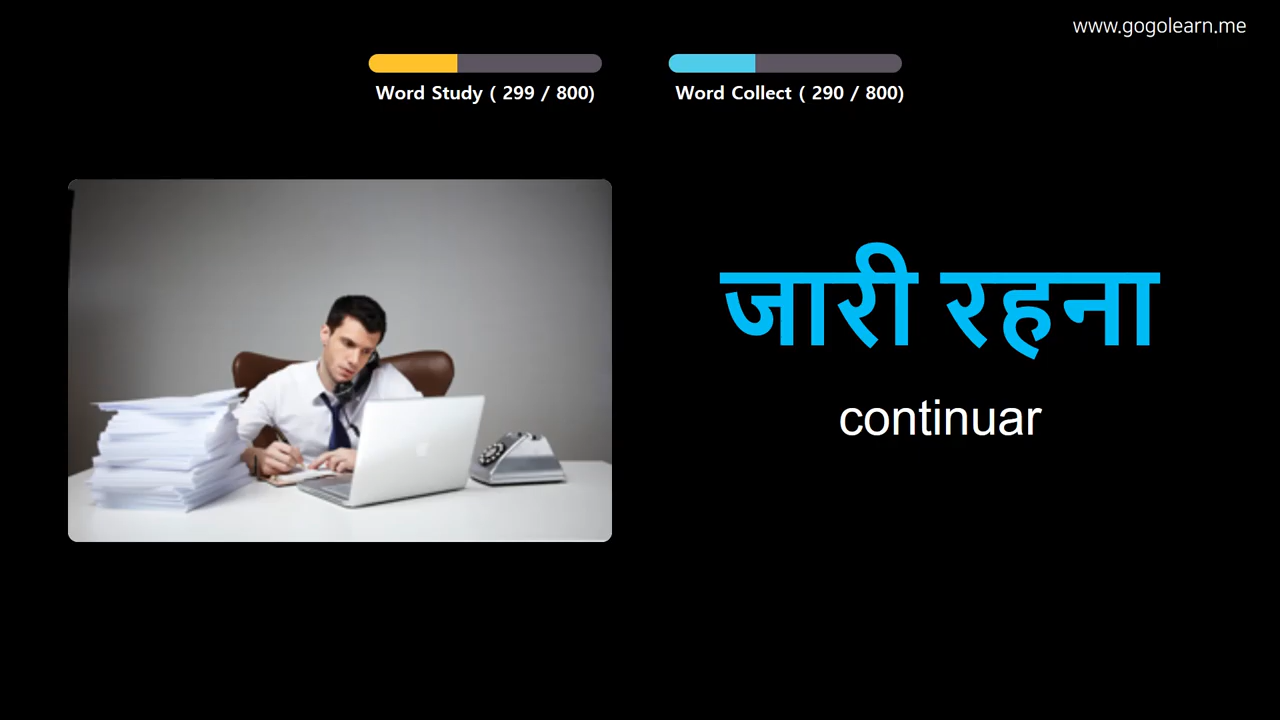 www.gogolearn.me
Word Study ( 299 / 800)
Word Collect ( 290 / 800)
जारी रहना
continuar